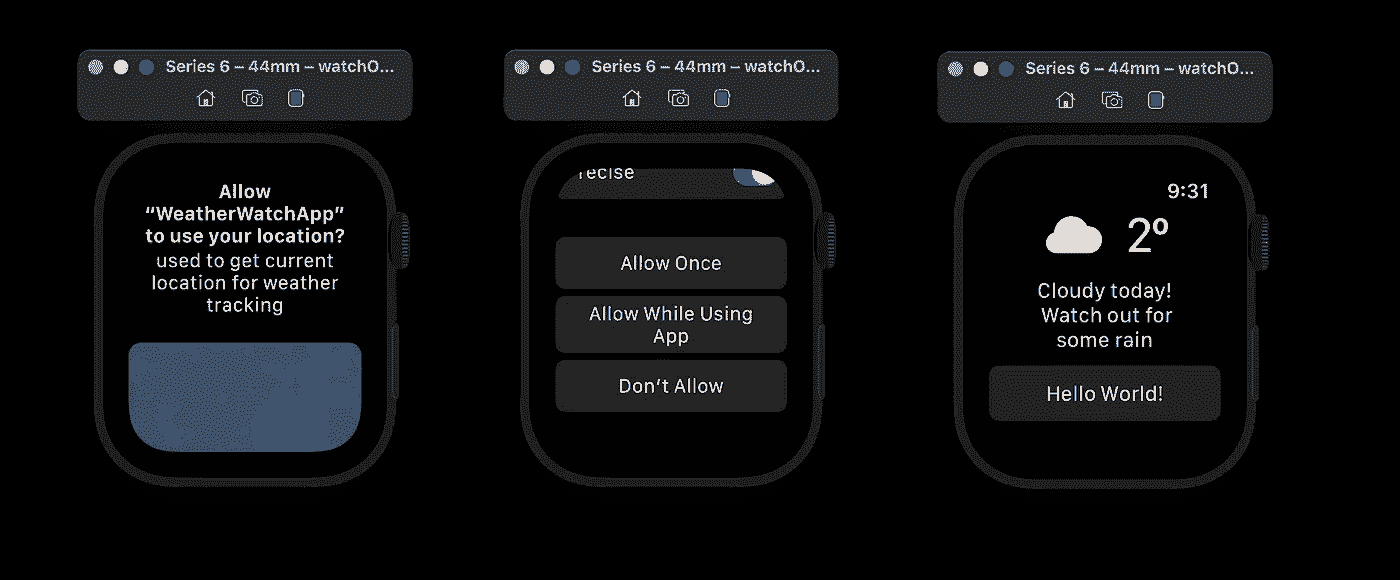 Series 6 – 44mm – watchO...
Allow
“WeatherWatchApp”
to use your location?
used to get current
location for weather
tracking
Series 6 – 44mm – watchO...
recise
Allow Once
Allow While Using
App
Don’t Allow
Series 6 – 44mm – watchO...
9:31
2º
Cloudy today!
Watch out for
some rain
Hello World!